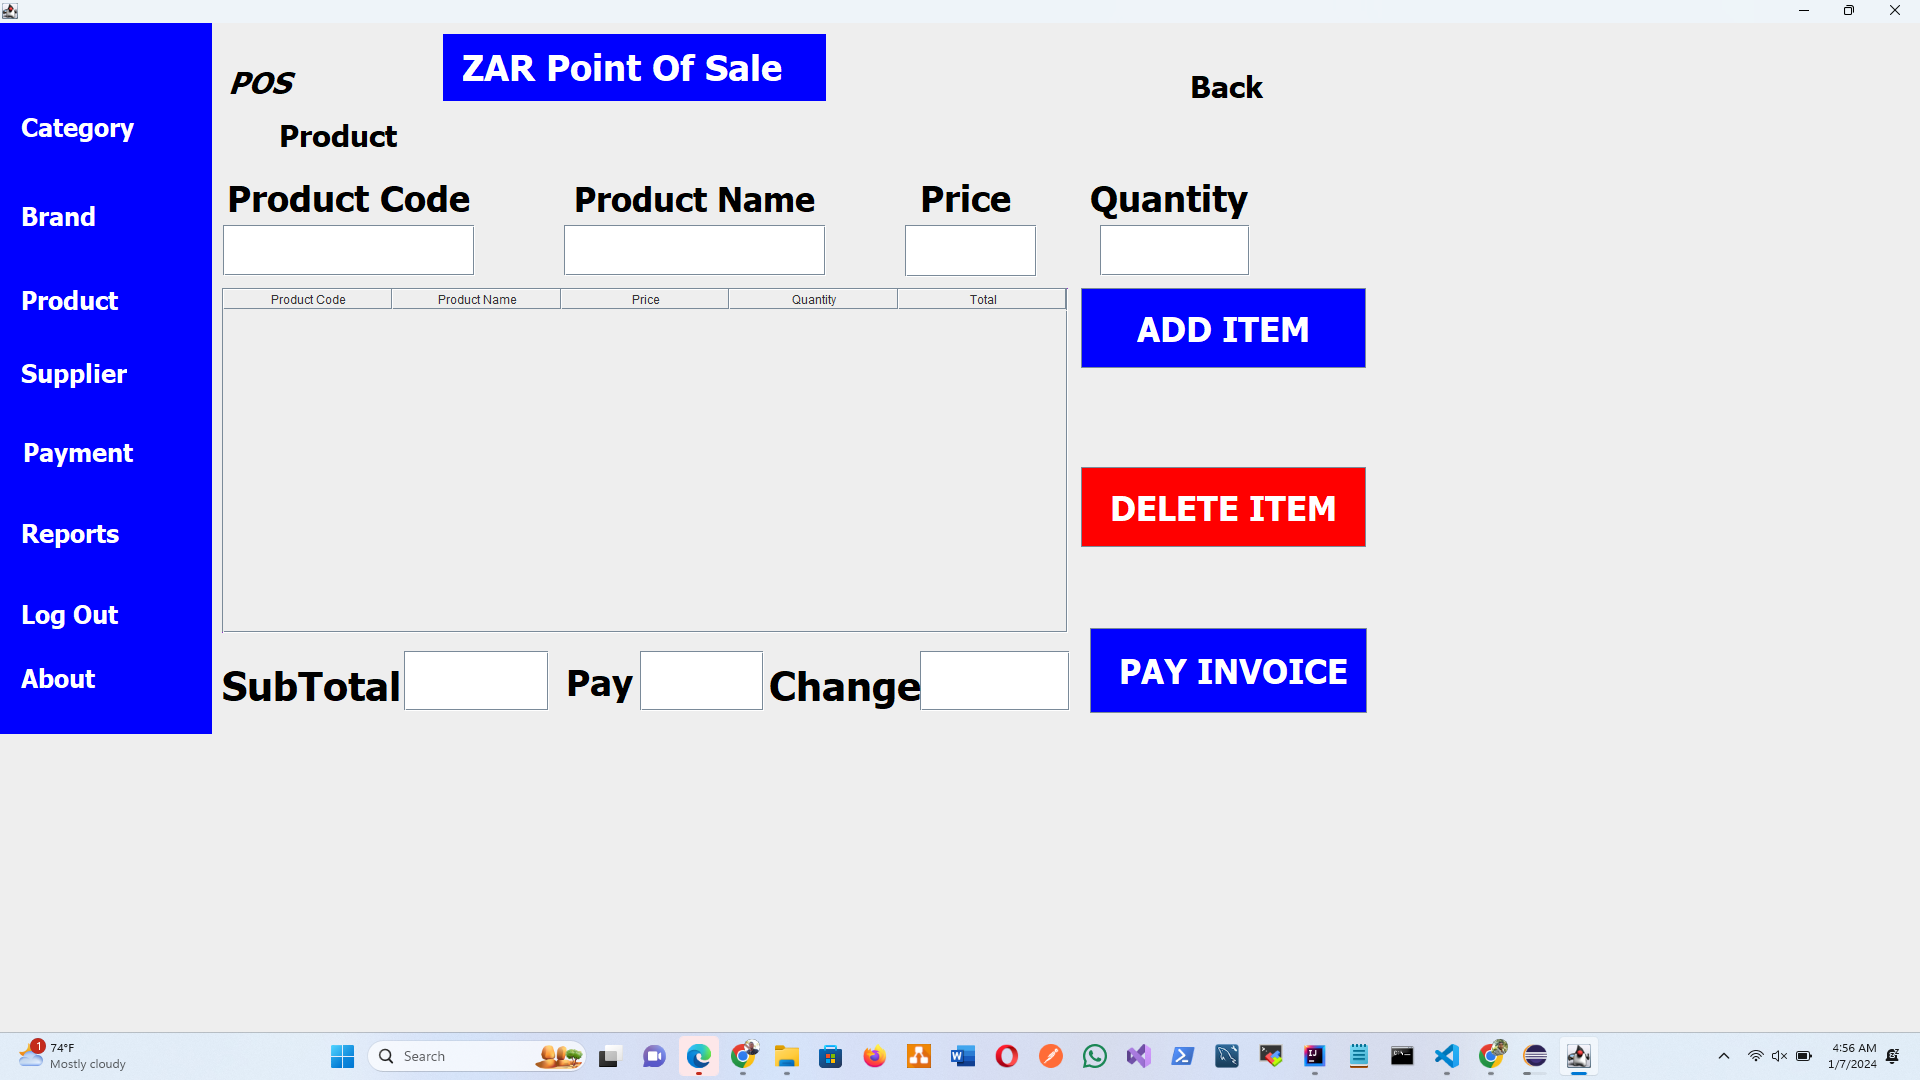 ZAR Point Of Sale
POS
Back
Product
Category
Brand
Product
Supplier
Payment
Reports
Log Out
About
Product Code
Product Name
Price
Quantity
Product Code
Product Name
Price
Quantity
Total
ADD ITEM
DELETE ITEM
PAY INVOICE
SubTotal
Pay
Change
1
74°F
Mostly cloudy
Search
4:56 AM
1/7/2024